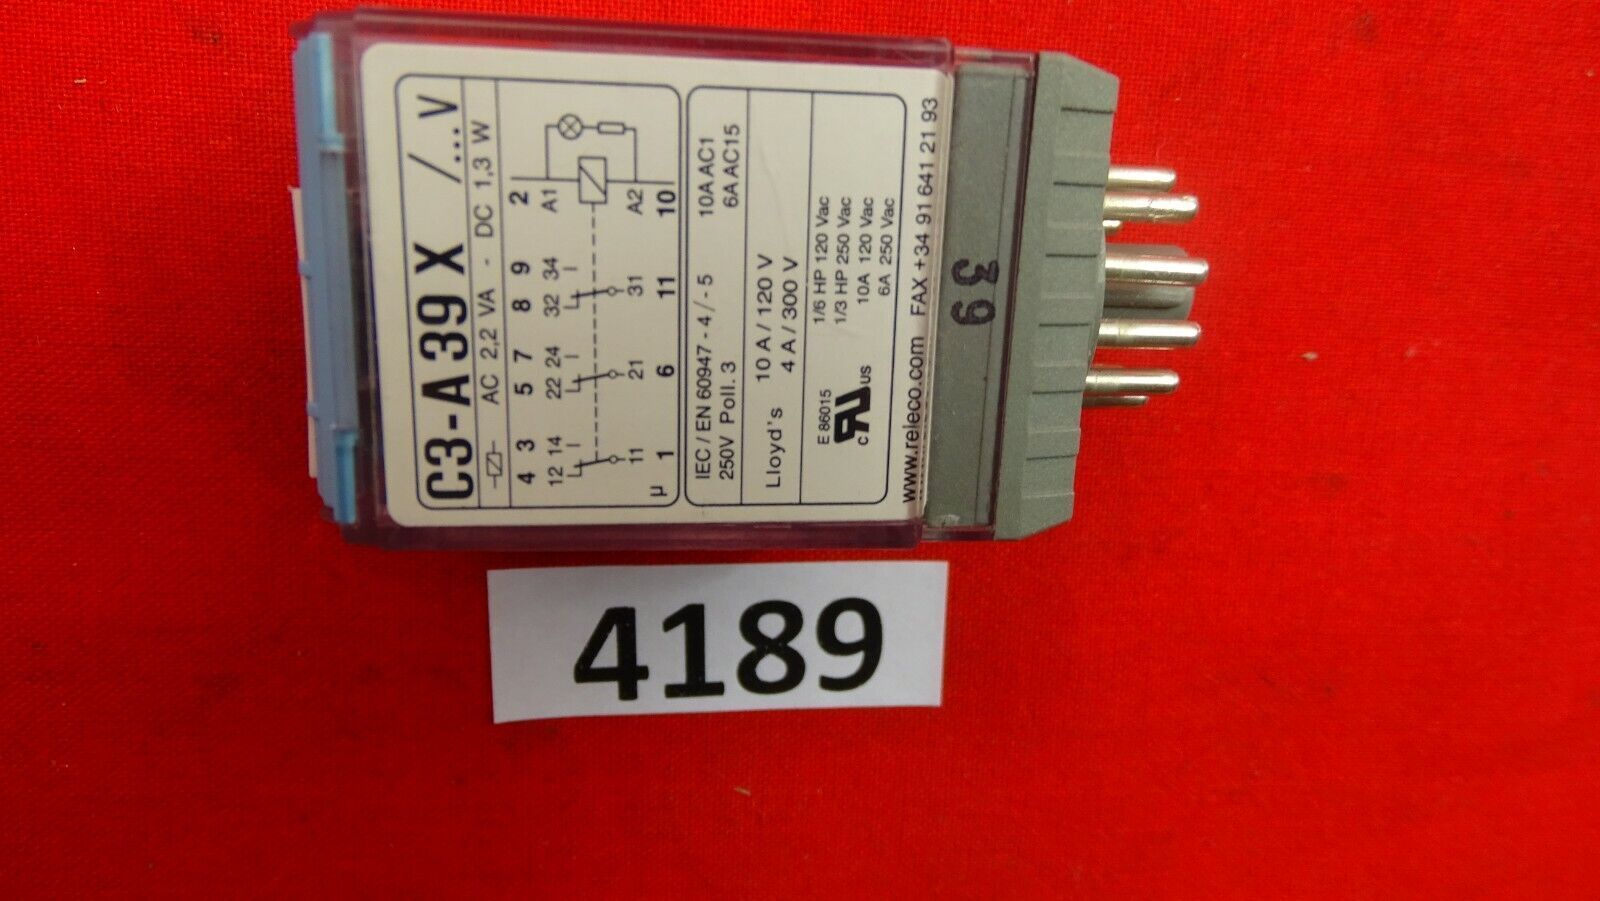 C3-A 39 X /... V
AC 2,2 VA - DC 1,3 W
4 3 5 7 8 9 2
12 14 22 24 32 34 A1
11 21 31 A2
µ 1 6 11 10
IEC / EN 60947 - 4 / - 5 10A AC1
250V Poll. 3 6A AC15
Lloyd's 10 A / 120 V
4 A / 300 V
E 86015 1/6 HP 120 Vac
1/3 HP 250 Vac
c RU US 10A 120 Vac
6A 250 Vac
www.releco.com FAX +34 91 641 21 93
39
4189